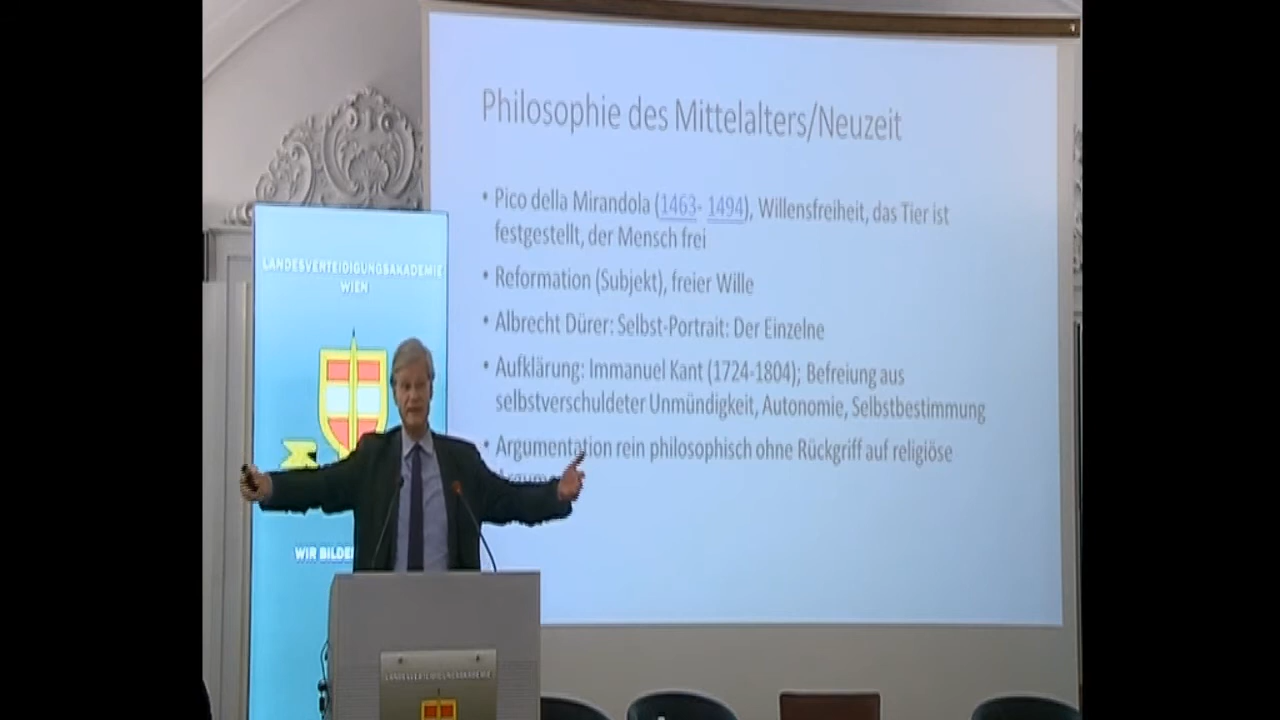 Philosophie des Mittelalters/Neuzeit
• Pico della Mirandola (1463- 1494), Willensfreiheit, das Tier ist
festgestellt, der Mensch frei
• Reformation (Subjekt), freier Wille
• Albrecht Dürer: Selbst-Portrait: Der Einzelne
• Aufklärung: Immanuel Kant (1724-1804); Befreiung aus
selbstverschuldeter Unmündigkeit, Autonomie, Selbstbestimmung
• Argumentation rein philosophisch ohne Rückgriff auf religiöse
LANDESVERTEIDIGUNGSAKADEMIE
WIEN
WIR BILDE
LANDESVERTEIDIGUNGSAKADEMIE